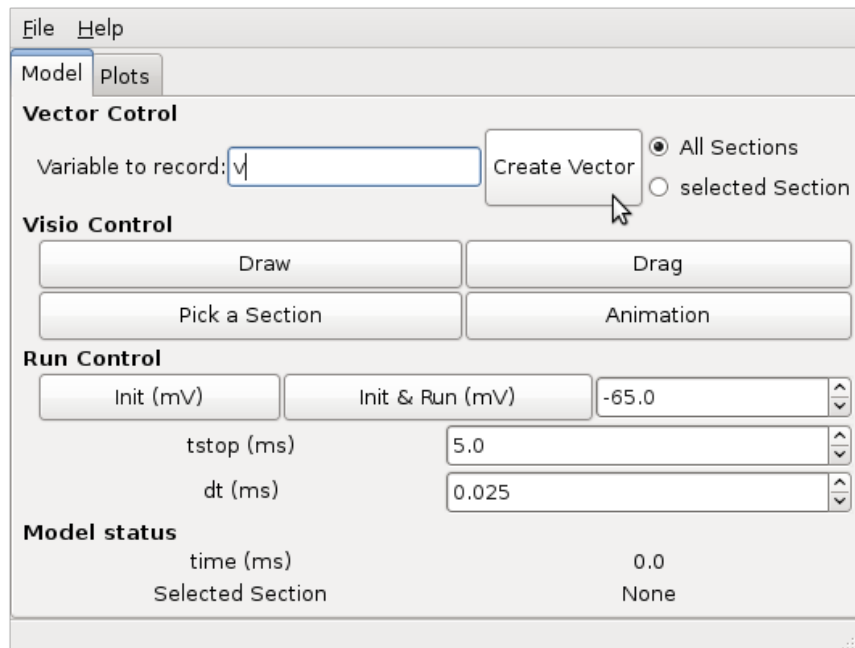 File Help
Model Plots
Vector Cotrol
Variable to record: v Create Vector All Sections
selected Section
Visio Control
Draw Drag
Pick a Section Animation
Run Control
Init (mV) Init & Run (mV) -65.0
tstop (ms) 5.0
dt (ms) 0.025
Model status
time (ms) 0.0
Selected Section None